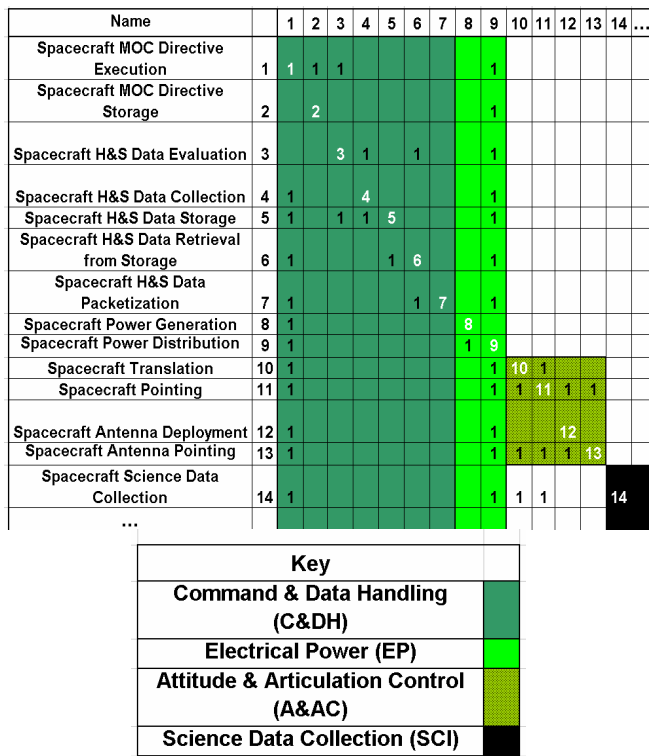 Name 1 2 3 4 5 6 7 8 9 10 11 12 13 14 ...
Spacecraft MOC Directive
Execution 1 1 1 1 1
Spacecraft MOC Directive
Storage 2 2 1
Spacecraft H&S Data Evaluation 3 3 1 1 1
Spacecraft H&S Data Collection 4 1 4 1
Spacecraft H&S Data Storage 5 1 1 1 5 1
Spacecraft H&S Data Retrieval
from Storage 6 1 1 6 1
Spacecraft H&S Data
Packetization 7 1 1 7 1
Spacecraft Power Generation 8 1 8
Spacecraft Power Distribution 9 1 1 9
Spacecraft Translation 10 1 1 10 1
Spacecraft Pointing 11 1 1 1 11 1 1
Spacecraft Antenna Deployment 12 1 1 12
Spacecraft Antenna Pointing 13 1 1 1 1 1 13
Spacecraft Science Data
Collection 14 1 1 1 1 14
...
Key
Command & Data Handling
(C&DH)
Electrical Power (EP)
Attitude & Articulation Control
(A&AC)
Science Data Collection (SCI)